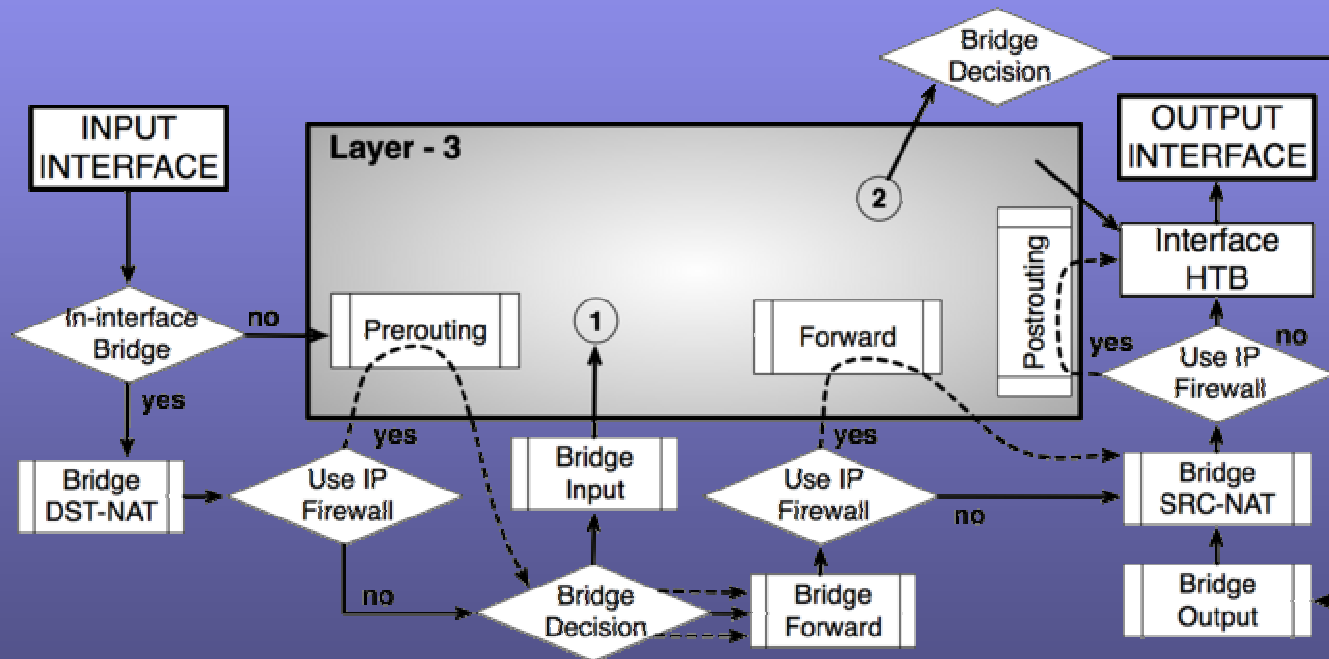 Bridge
Decision
INPUT
INTERFACE
Layer - 3
OUTPUT
INTERFACE
2
Interface
HTB
Postrouting
In-interface
Bridge
no
Prerouting
1
Forward
yes
no
Use IP
Firewall
yes
Bridge
DST-NAT
yes
Use IP
Firewall
Bridge
Input
yes
Use IP
Firewall
no
Bridge
SRC-NAT
no
Bridge
Decision
Bridge
Forward
Bridge
Output